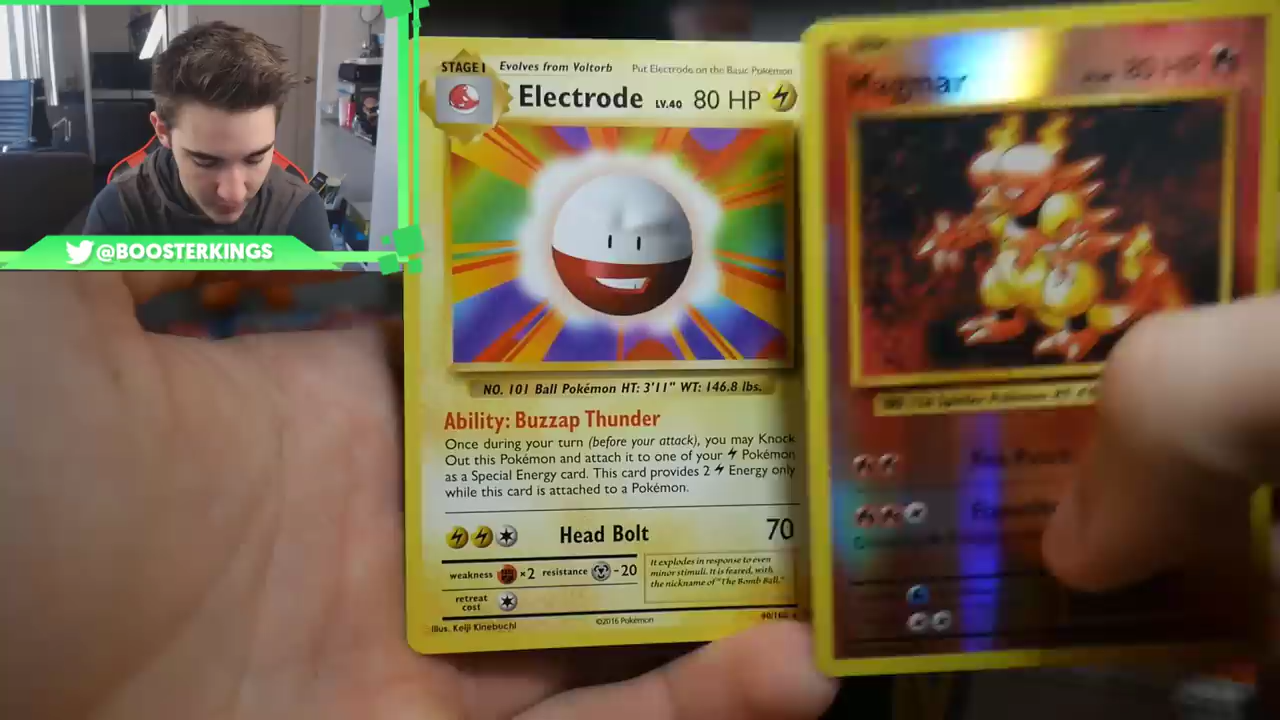 @BOOSTERKINGS
STAGE 1 Evolves from Voltorb Put Electrode on the Basic Pokémon
Electrode LV.40 80 HP
NO. 101 Ball Pokémon HT: 3'11" WT: 146.8 lbs.
Ability: Buzzap Thunder
Once during your turn (before your attack), you may Knock
Out this Pokémon and attach it to one of your Pokémon
as a Special Energy card. This card provides 2 Energy only
while this card is attached to a Pokémon.
Head Bolt 70
weakness ×2 resistance -20
retreat
cost
It explodes in response to even
minor stimuli. It is feared, with
the nickname of "The Bomb Ball."
Illus. Keiji Kinebuchi ©2016 Pokémon
Magmar 80 HP